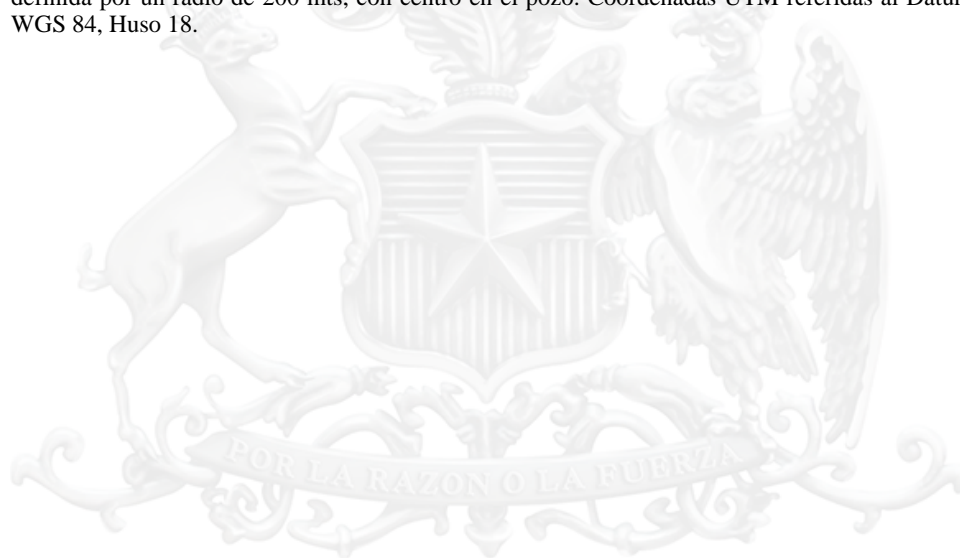 definida por un radio de 200 mts, con centro en el pozo. Coordenadas UTM referidas al Datum
WGS 84, Huso 18.
POR LA RAZON O LA FUERZA